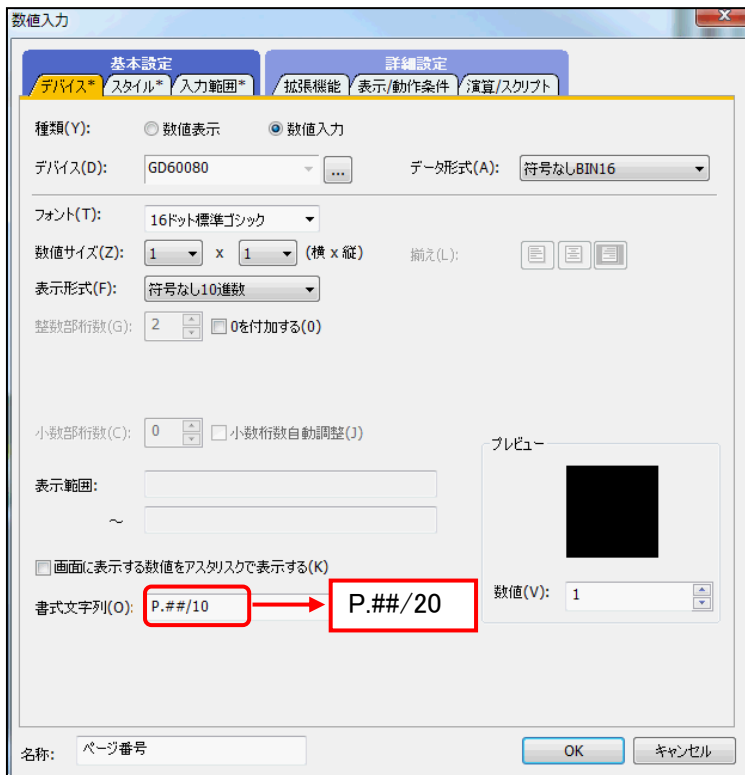 数値入力
基本設定
詳細設定
デバイス* スタイル* 入力範囲* 拡張機能 表示/動作条件 演算/スクリプト
種類(Y): 数値表示 数値入力
デバイス(D): GD60080 ... データ形式(A): 符号なしBIN16
フォント(T): 16ドット標準ゴシック
数値サイズ(Z): 1 x 1 (横 x 縦) 揃え(L):
表示形式(F): 符号なし10進数
整数部桁数(G): 2 0を付加する(0)
小数部桁数(C): 0 小数桁数自動調整(J)
プレビュー
表示範囲:
～
画面に表示する数値をアスタリスクで表示する(K)
書式文字列(O): P.##/10 P.##/20 数値(V): 1
名称: ページ番号 OK キャンセル